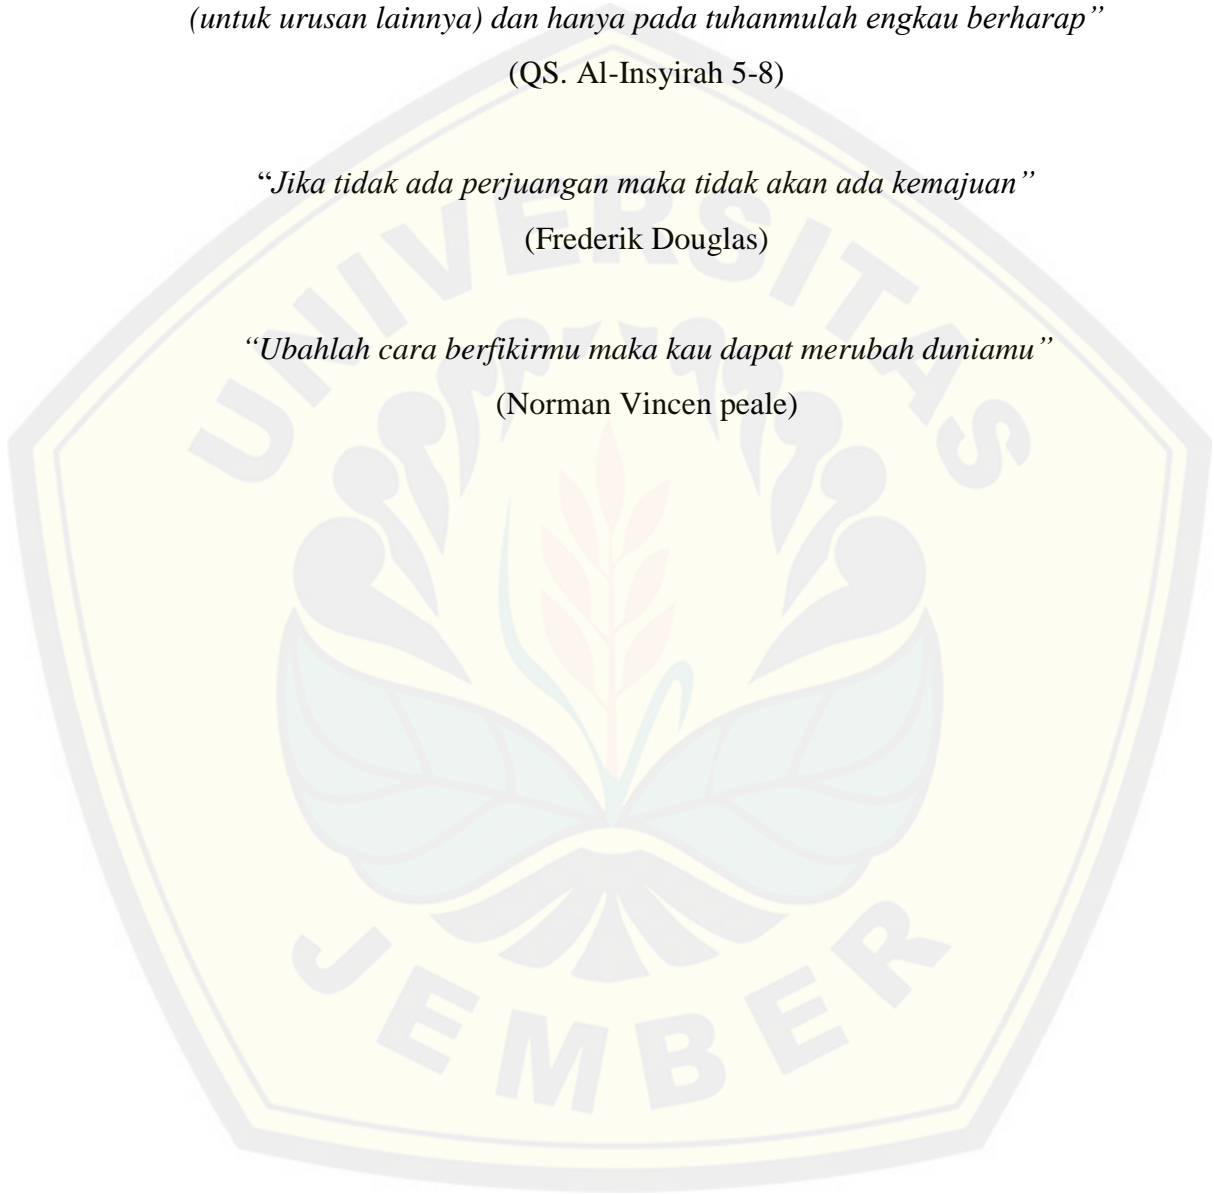 (untuk urusan lainnya) dan hanya pada tuhanmulah engkau berharap”
(QS. Al-Insyirah 5-8)
“Jika tidak ada perjuangan maka tidak akan ada kemajuan”
(Frederik Douglas)
“Ubahlah cara berfikirmu maka kau dapat merubah duniamu”
(Norman Vincen peale)
UNIVERSITAS
JEMBER